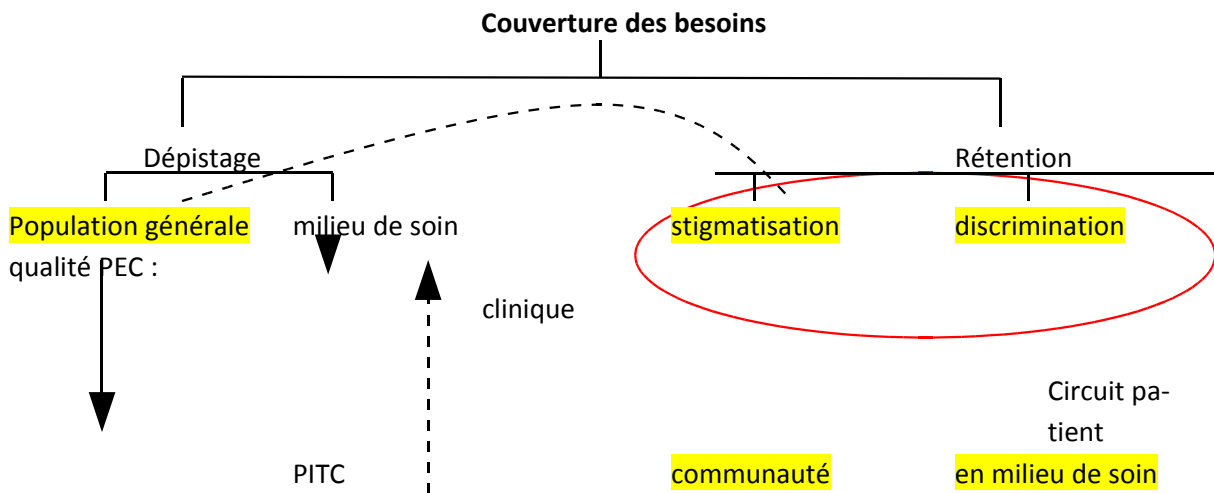 Couverture des besoins
Dépistage Rétention
Population générale milieu de soin stigmatisation discrimination
qualité PEC :
clinique
Circuit pa-
tient
PITC communauté en milieu de soin